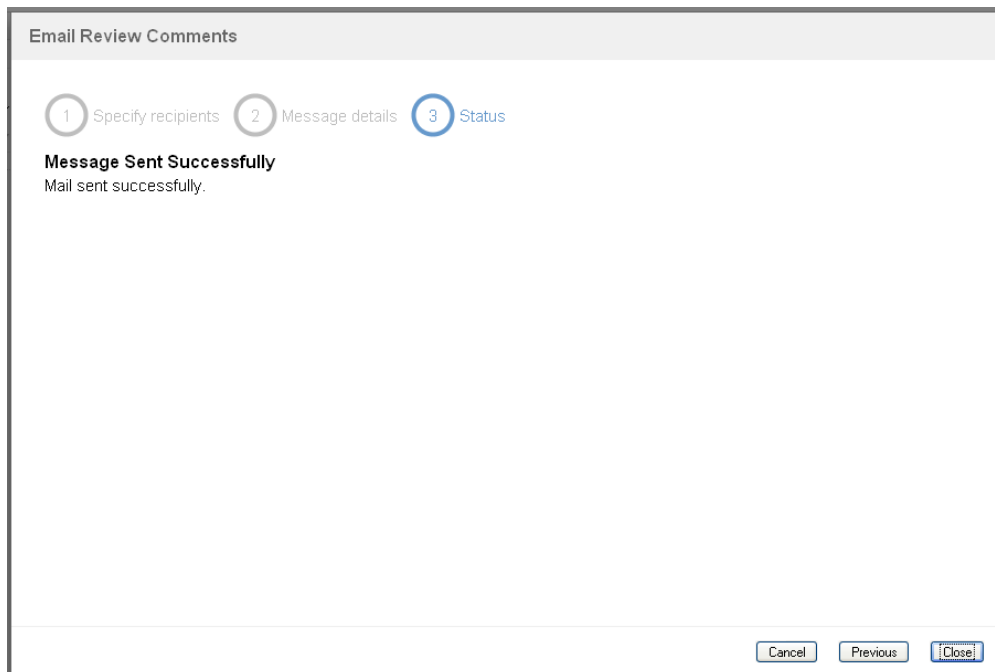 Email Review Comments
1 Specify recipients 2 Message details 3 Status
Message Sent Successfully
Mail sent successfully.
Cancel Previous Close